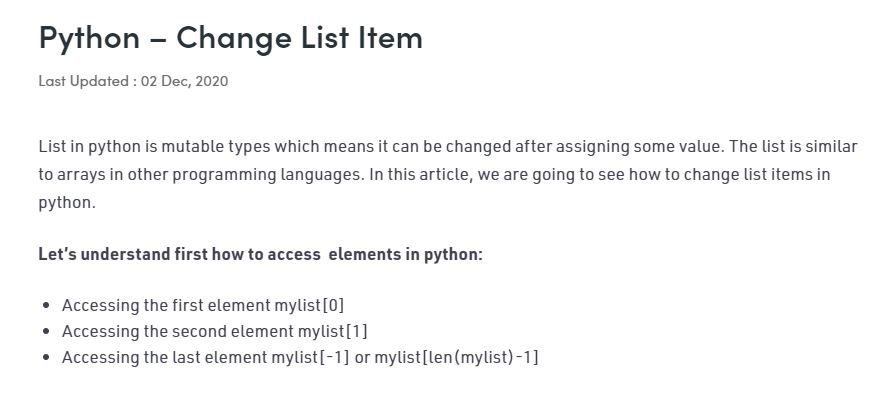 Python – Change List Item
Last Updated : 02 Dec, 2020
List in python is mutable types which means it can be changed after assigning some value. The list is similar
to arrays in other programming languages. In this article, we are going to see how to change list items in
python.
Let’s understand first how to access  elements in python:
• Accessing the first element mylist[0]
• Accessing the second element mylist[1]
• Accessing the last element mylist[-1] or mylist[len(mylist)-1]